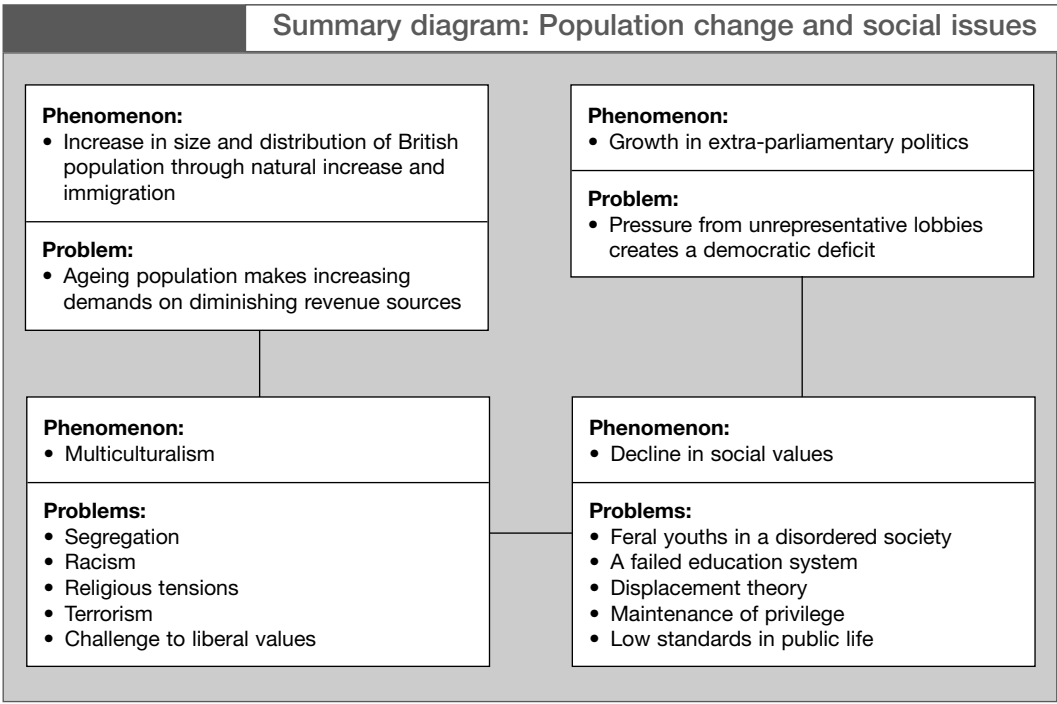 Summary diagram: Population change and social issues
Phenomenon:
• Increase in size and distribution of British
population through natural increase and
immigration
Problem:
• Ageing population makes increasing
demands on diminishing revenue sources
Phenomenon:
• Growth in extra-parliamentary politics
Problem:
• Pressure from unrepresentative lobbies
creates a democratic deficit
Phenomenon:
• Multiculturalism
Problems:
• Segregation
• Racism
• Religious tensions
• Terrorism
• Challenge to liberal values
Phenomenon:
• Decline in social values
Problems:
• Feral youths in a disordered society
• A failed education system
• Displacement theory
• Maintenance of privilege
• Low standards in public life